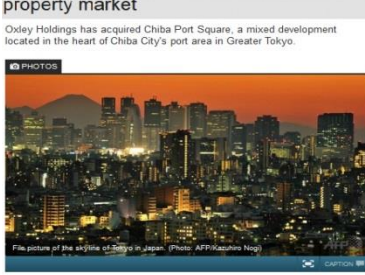 property market
Oxley Holdings has acquired Chiba Port Square, a mixed development
located in the heart of Chiba City's port area in Greater Tokyo.
PHOTOS
File picture of the skyline of Tokyo in Japan. (Photo: AFP/Kazuhiro Nogi)
AFP
CAPTION